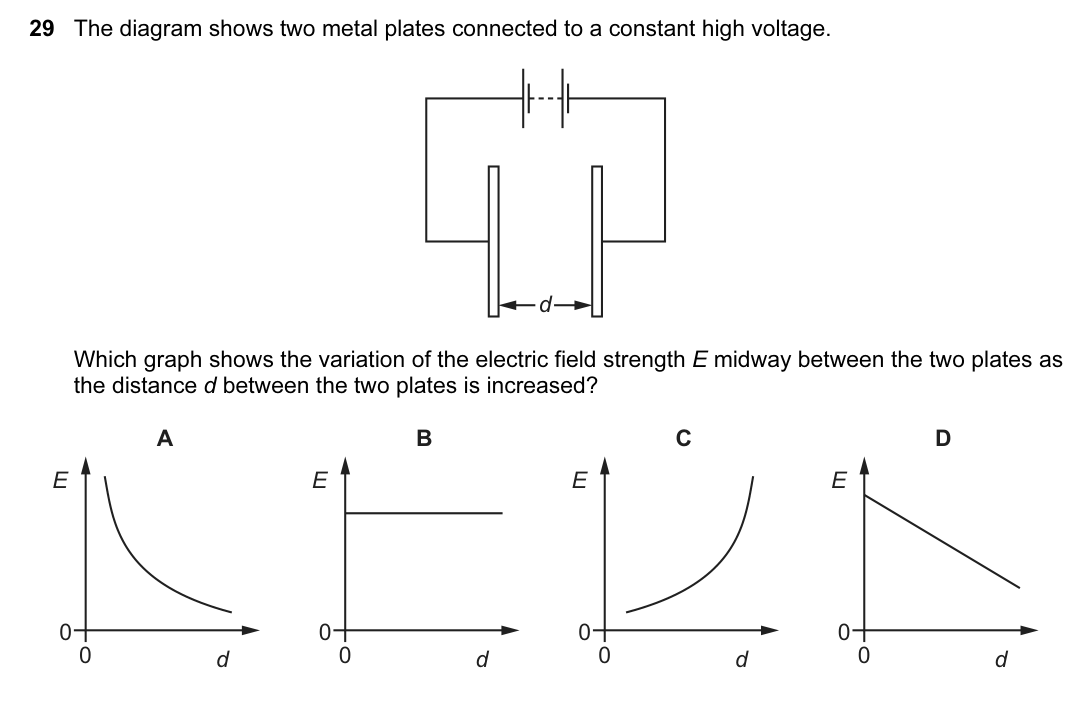 29 The diagram shows two metal plates connected to a constant high voltage.
d
Which graph shows the variation of the electric field strength E midway between the two plates as
the distance d between the two plates is increased?
A B C D
E E E E
0 0 0 0
0 d 0 d 0 d 0 d